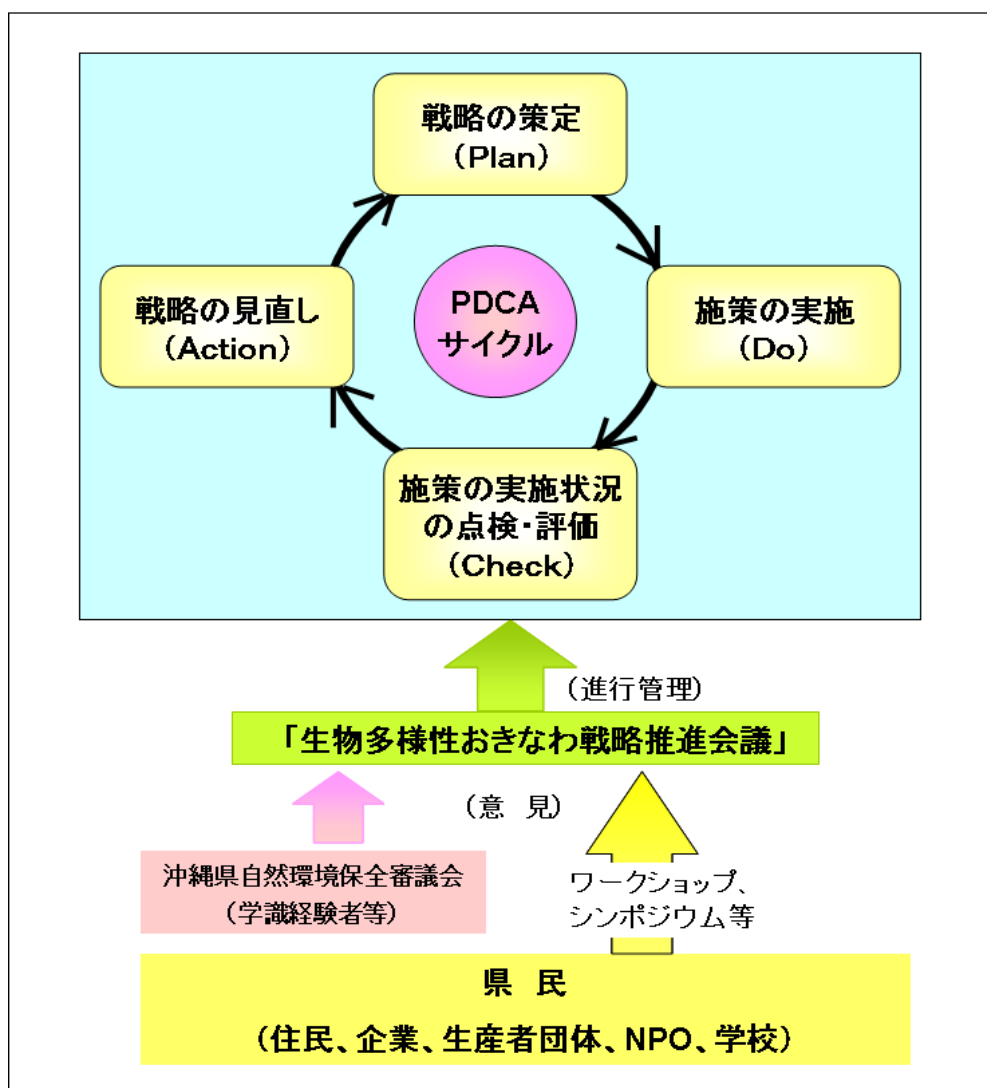 戦略の策定
(Plan)
戦略の見直し
(Action)
PDCA
サイクル
施策の実施
(Do)
施策の実施状況
の点検・評価
(Check)
(進行管理)
「生物多様性おきなわ戦略推進会議」
(意　見)
沖縄県自然環境保全審議会
(学識経験者等)
ワークショップ、
シンポジウム等
県　民
(住民、企業、生産者団体、NPO、学校)